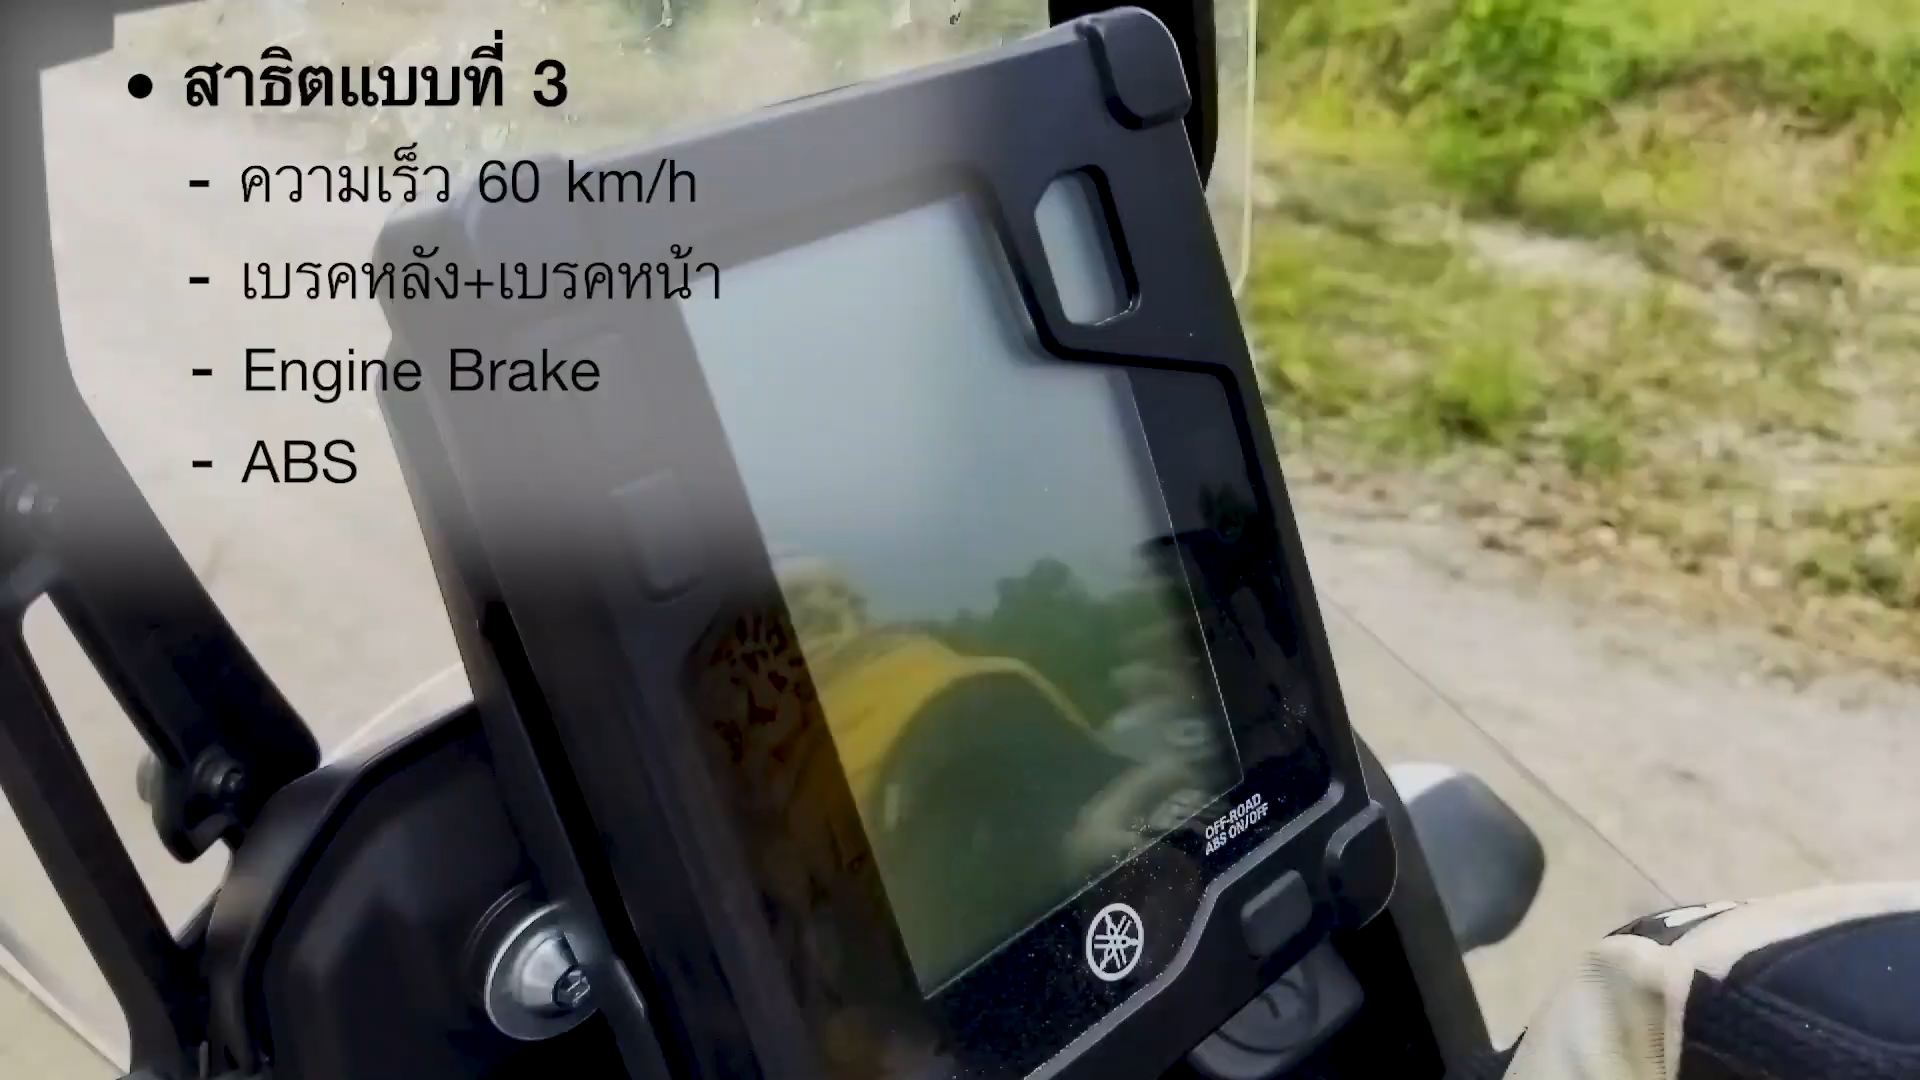 • สาธิตแบบที่ 3
- ความเร็ว 60 km/h
- เบรคหลัง+เบรคหน้า
- Engine Brake
- ABS
OFF-ROAD
ABS ON/OFF